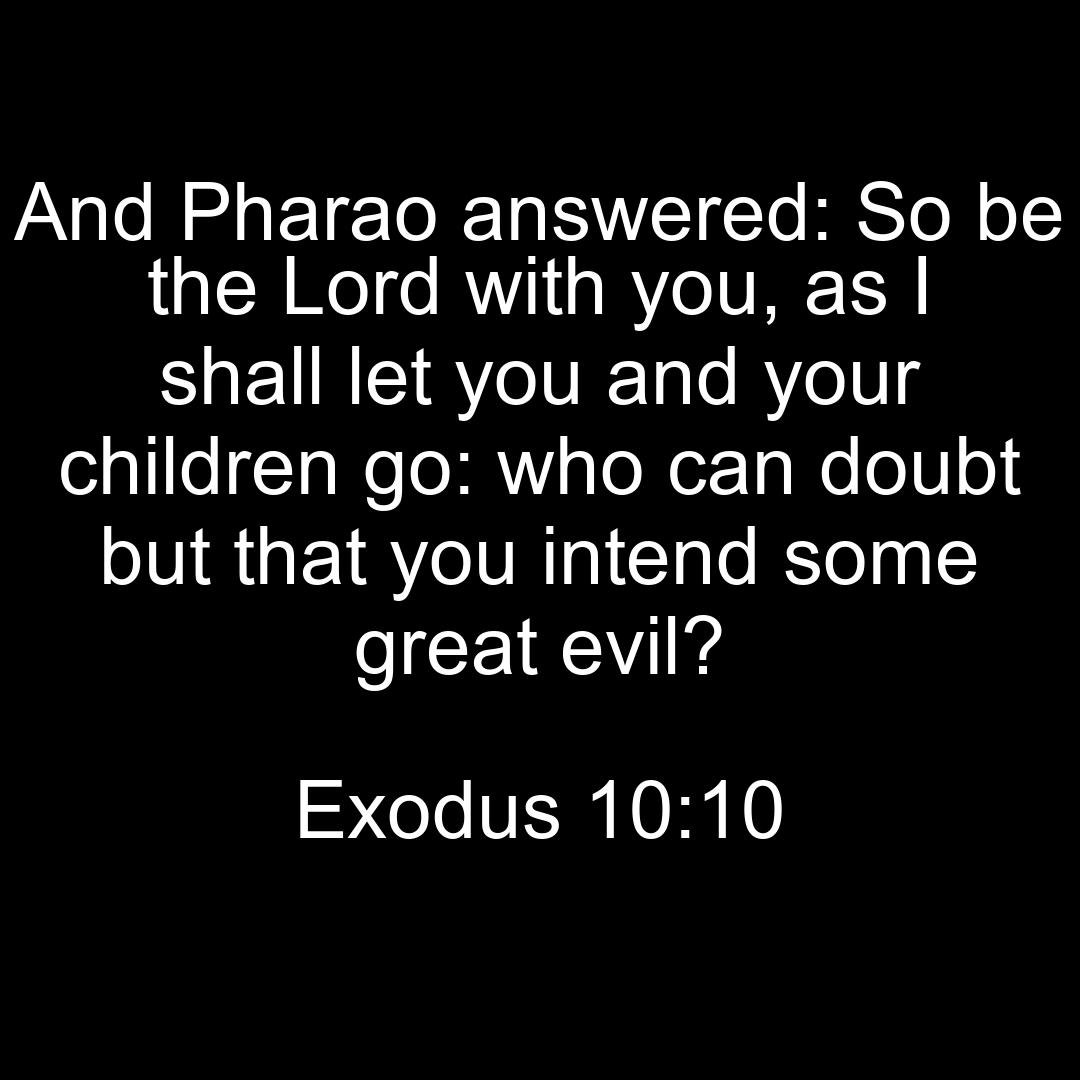 And Pharao answered: So be
the Lord with you, as I
shall let you and your
children go: who can doubt
but that you intend some
great evil?
Exodus 10:10